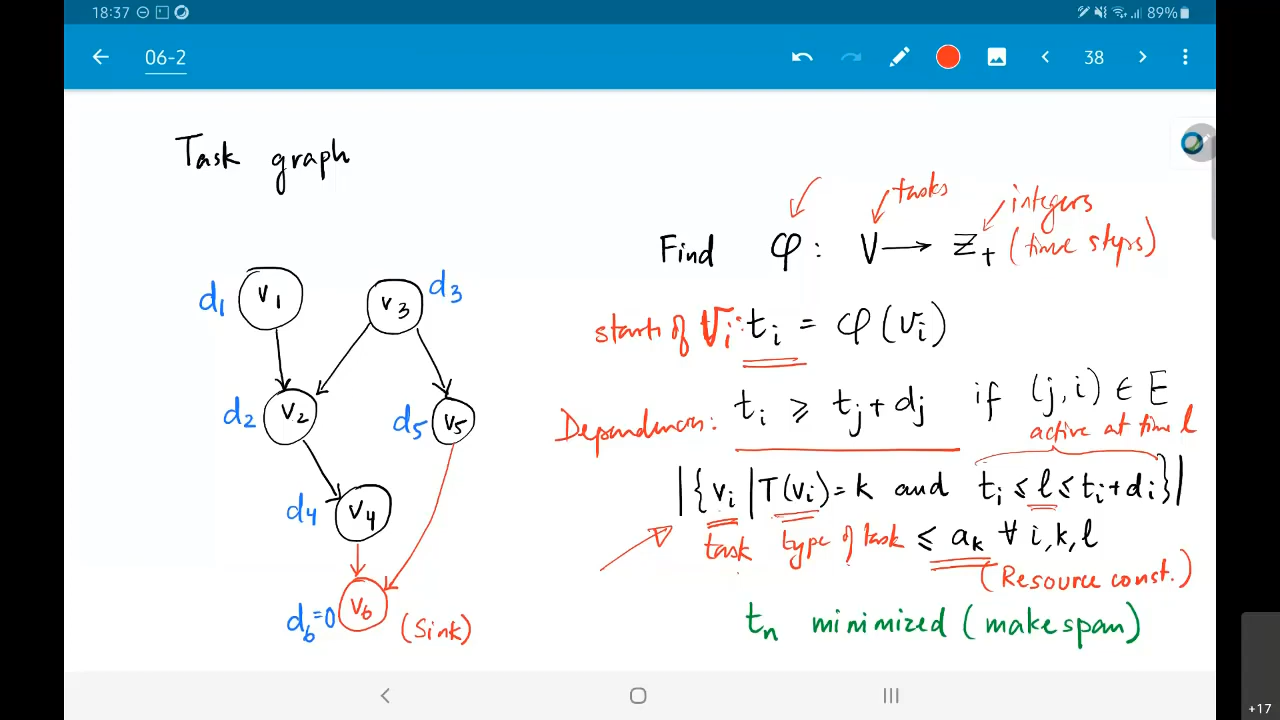 18:37 89%
06-2 38
Task graph
tasks
integers
Find φ : V → Z+ (time steps)
d1 v1 v3 d3
starts of Vi: ti = φ(vi)
d2 v2 d5 v5
ti ≥ tj + dj if (j, i) ∈ E
active at time l
|{vi | T(vi) = k and ti ≤ l ≤ ti + di}|
d4 v4
task type of task ≤ ak ∀ i, k, l
(Resource const.)
d6=0 v6 (Sink)
tn minimized (makespan)
+17